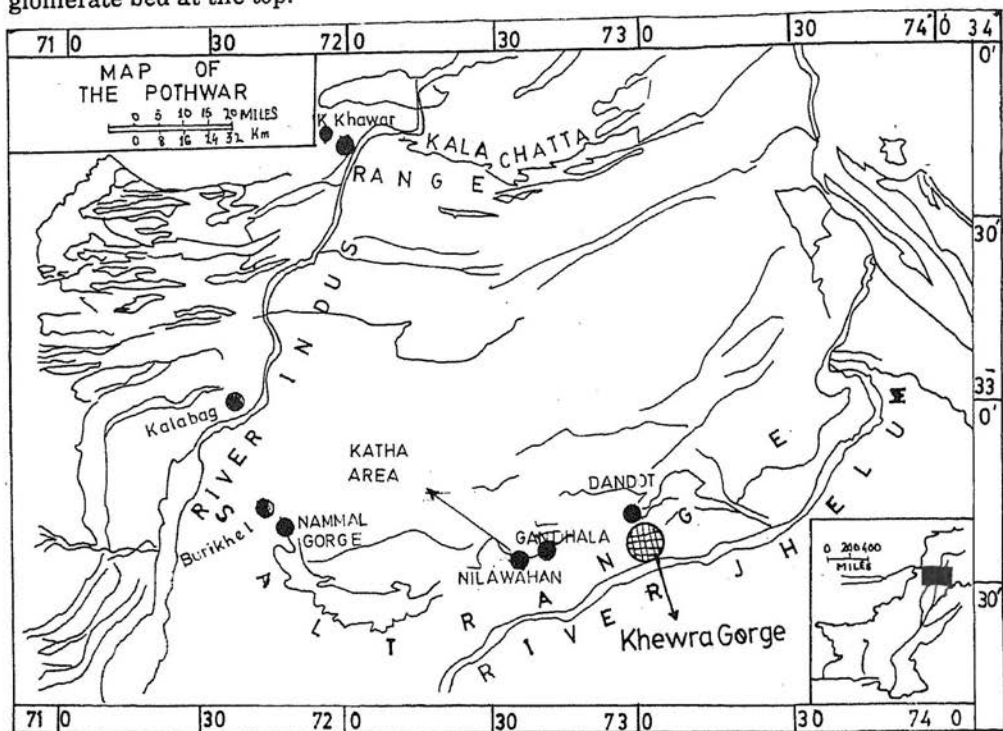 glomerate bed at the top.
71 0 30 72 0 30 73 0 30 74 0 34
0'
MAP OF
THE POTHWAR
0 5 10 15 20 MILES
0 8 16 24 32 Km
K Khawar
KALA CHATTA
RANGE
30'
RIVER INDUS
33
0'
Kalabag
KATHA
AREA
DANDOT
Burikhel
NAMMAL
GORGE
GANDHALA
NILAWAHAN
SALT RANGE
RIVER JHELUM
Khewra Gorge
0 200 400
MILES
30'
71 0 30 72 0 30 73 0 30 74 0